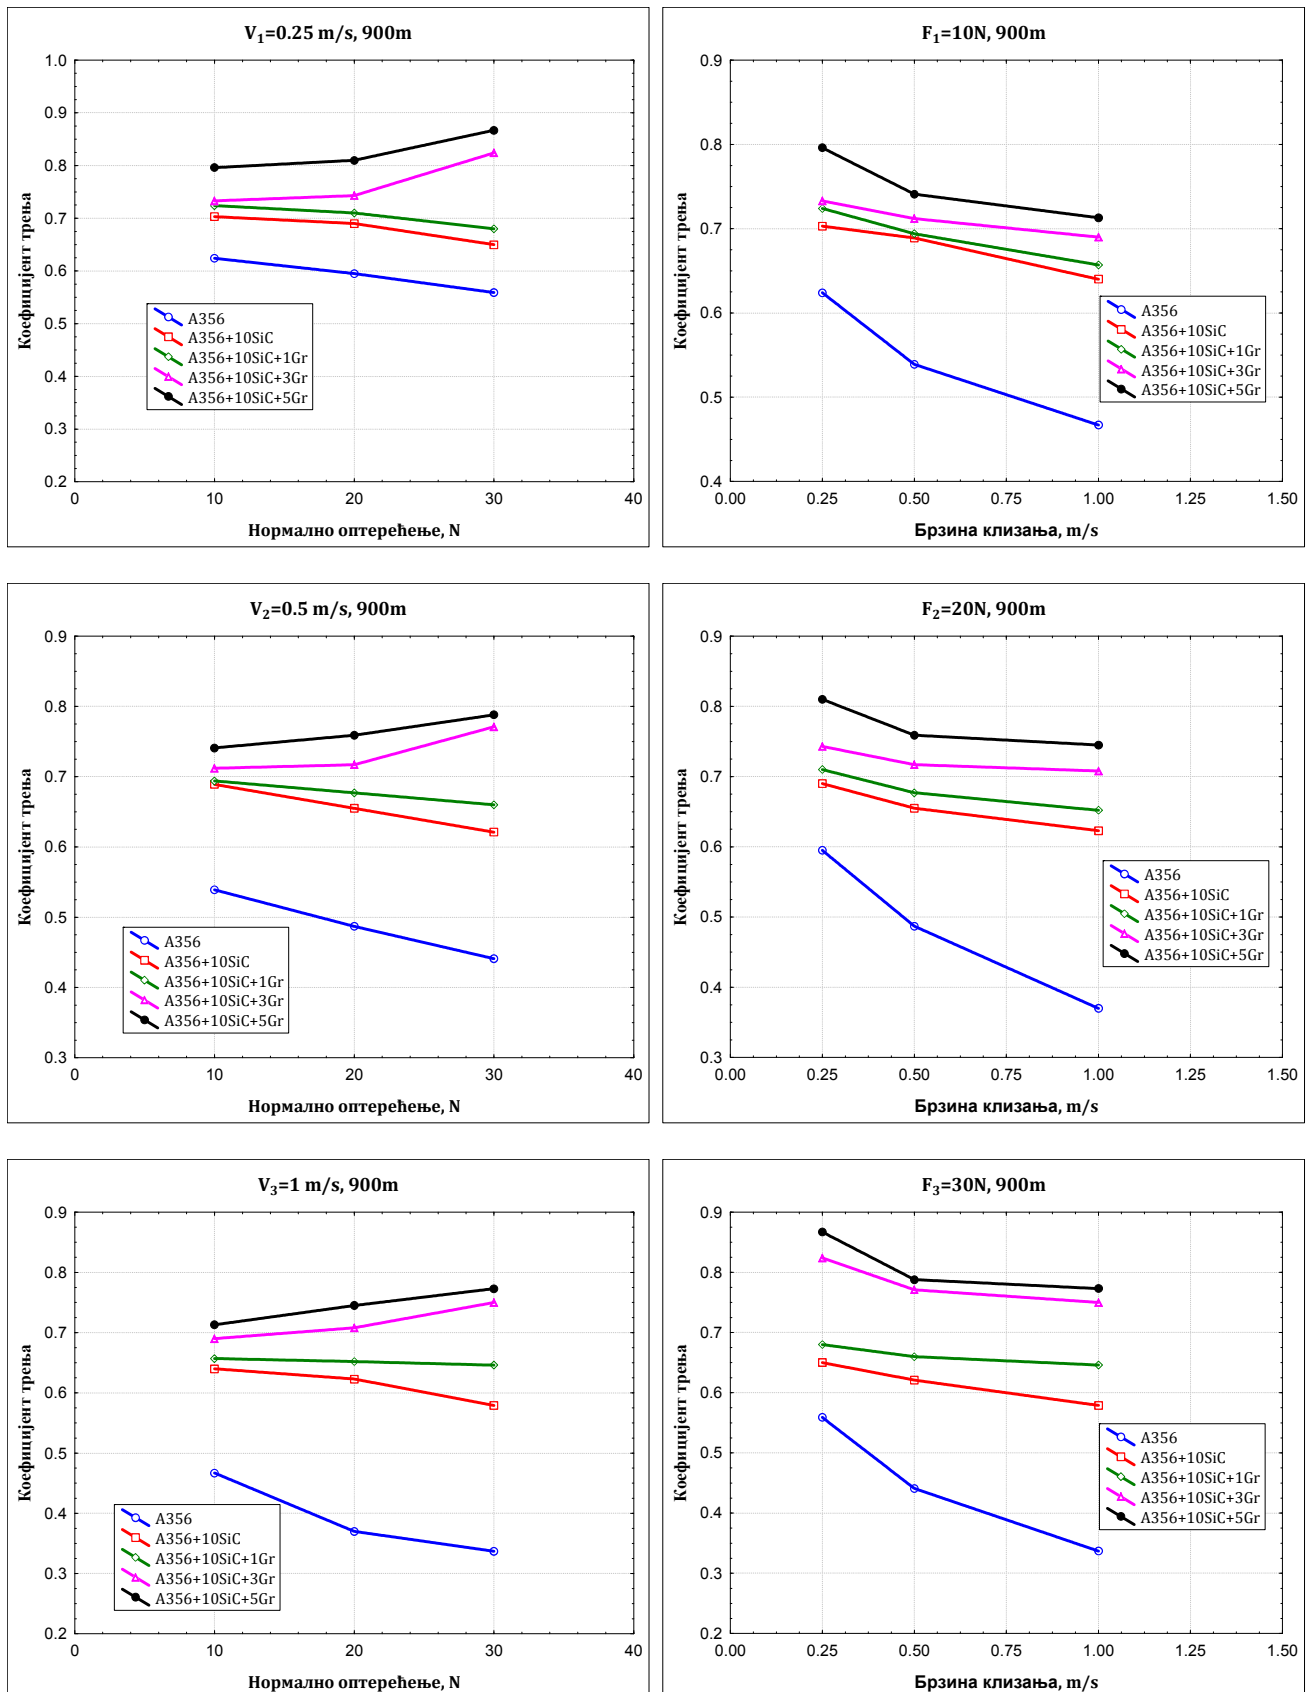 V₁=0.25 m/s, 900m
1.0
0.9
0.8
0.7
0.6
0.5
0.4
0.3
0.2
0 10 20 30 40
Коефицијент трења
Нормално оптерећење, N
A356
A356+10SiC
A356+10SiC+1Gr
A356+10SiC+3Gr
A356+10SiC+5Gr
F₁=10N, 900m
0.9
0.8
0.7
0.6
0.5
0.4
0.00 0.25 0.50 0.75 1.00 1.25 1.50
Коефицијент трења
Брзина клизања, m/s
A356
A356+10SiC
A356+10SiC+1Gr
A356+10SiC+3Gr
A356+10SiC+5Gr
V₂=0.5 m/s, 900m
0.9
0.8
0.7
0.6
0.5
0.4
0.3
0 10 20 30 40
Коефицијент трења
Нормално оптерећење, N
A356
A356+10SiC
A356+10SiC+1Gr
A356+10SiC+3Gr
A356+10SiC+5Gr
F₂=20N, 900m
0.9
0.8
0.7
0.6
0.5
0.4
0.3
0.00 0.25 0.50 0.75 1.00 1.25 1.50
Коефицијент трења
Брзина клизања, m/s
A356
A356+10SiC
A356+10SiC+1Gr
A356+10SiC+3Gr
A356+10SiC+5Gr
V₃=1 m/s, 900m
0.9
0.8
0.7
0.6
0.5
0.4
0.3
0.2
0 10 20 30 40
Коефицијент трења
Нормално оптерећење, N
A356
A356+10SiC
A356+10SiC+1Gr
A356+10SiC+3Gr
A356+10SiC+5Gr
F₃=30N, 900m
0.9
0.8
0.7
0.6
0.5
0.4
0.3
0.2
0.00 0.25 0.50 0.75 1.00 1.25 1.50
Коефицијент трења
Брзина клизања, m/s
A356
A356+10SiC
A356+10SiC+1Gr
A356+10SiC+3Gr
A356+10SiC+5Gr